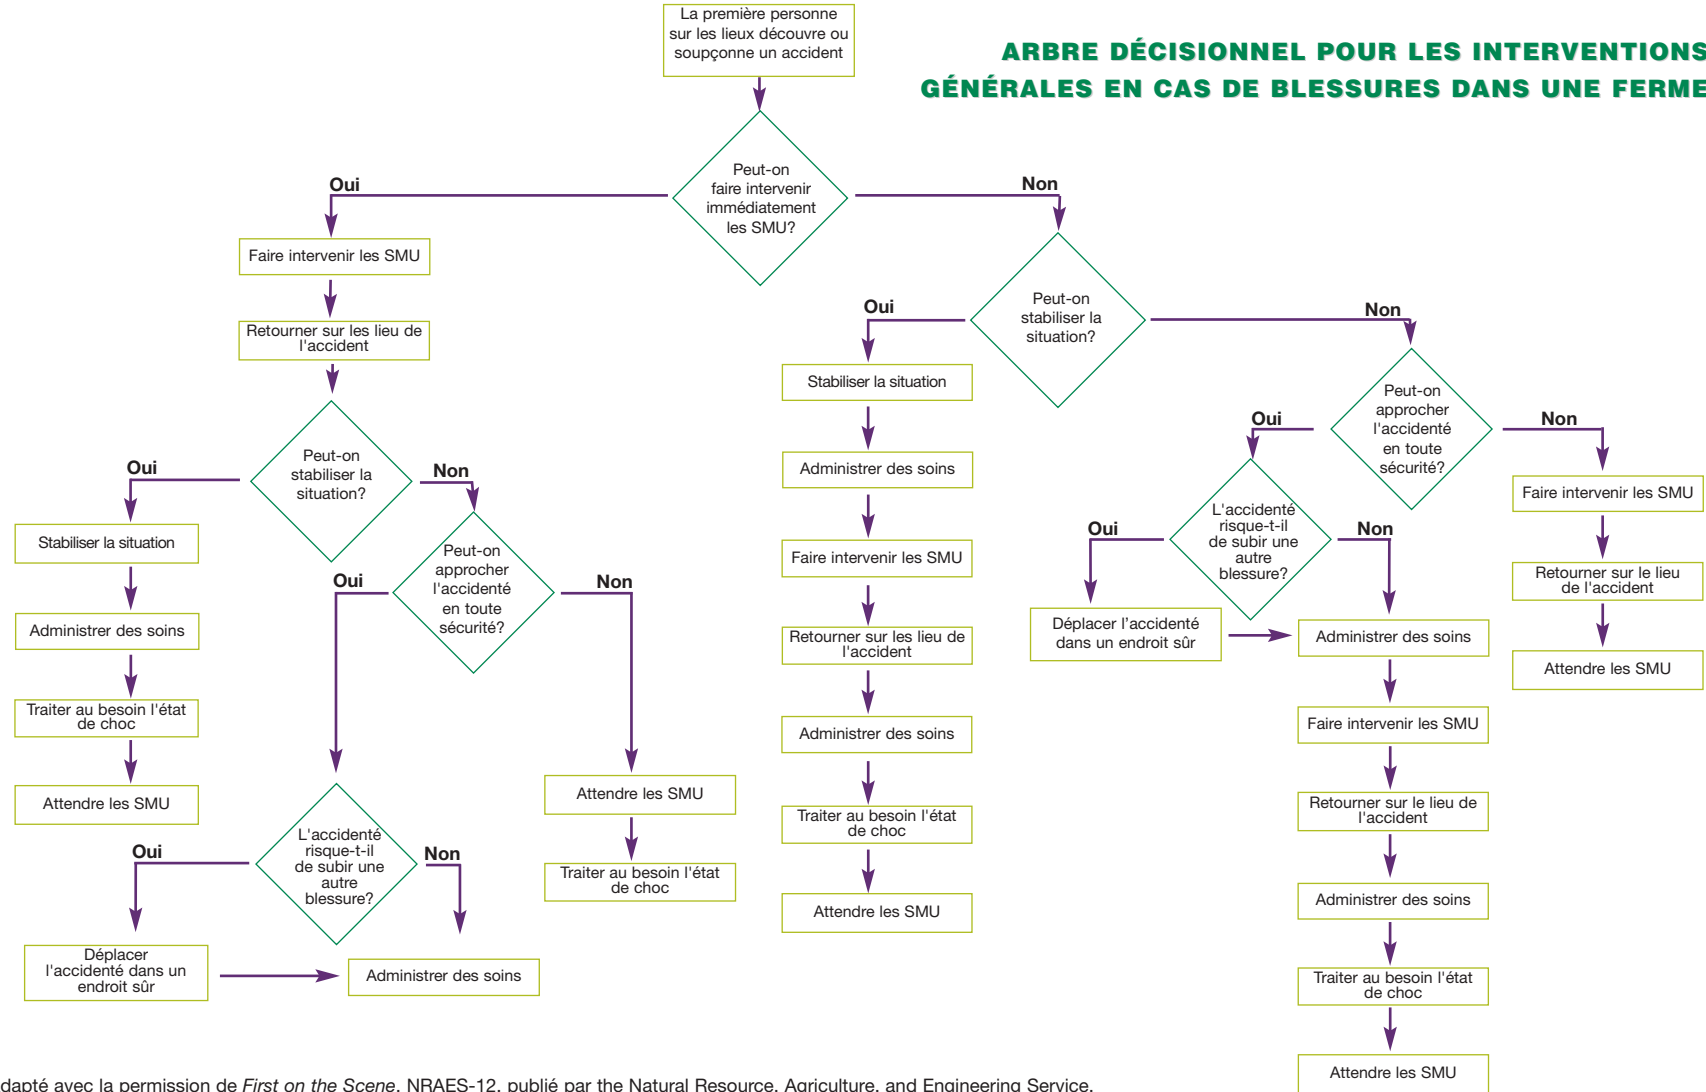 La première personne
sur les lieux découvre ou
soupçonne un accident
ARBRE DÉCISIONNEL POUR LES INTERVENTIONS
GÉNÉRALES EN CAS DE BLESSURES DANS UNE FERME
Peut-on
faire intervenir
immédiatement
les SMU?
Oui
Non
Faire intervenir les SMU
Retourner sur les lieu de
l'accident
Peut-on
stabiliser la
situation?
Oui
Non
Stabiliser la situation
Administrer des soins
Traiter au besoin l'état
de choc
Attendre les SMU
Peut-on
approcher
l'accidenté
en toute
sécurité?
Oui
Non
L'accidenté
risque-t-il
de subir une
autre
blessure?
Oui
Non
Déplacer
l'accidenté dans un
endroit sûr
Administrer des soins
Attendre les SMU
Traiter au besoin l'état
de choc
Peut-on
stabiliser la
situation?
Oui
Non
Stabiliser la situation
Administrer des soins
Faire intervenir les SMU
Retourner sur les lieu de
l'accident
Administrer des soins
Traiter au besoin l'état
de choc
Attendre les SMU
Peut-on
approcher
l'accidenté
en toute
sécurité?
Oui
Non
L'accidenté
risque-t-il
de subir une
autre
blessure?
Oui
Non
Déplacer l'accidenté
dans un endroit sûr
Administrer des soins
Faire intervenir les SMU
Retourner sur le lieu de
l'accident
Administrer des soins
Traiter au besoin l'état
de choc
Attendre les SMU
Faire intervenir les SMU
Retourner sur le lieu
de l'accident
Attendre les SMU
dapté avec la permission de First on the Scene, NRAES-12, publié par the Natural Resource, Agriculture, and Engineering Service.